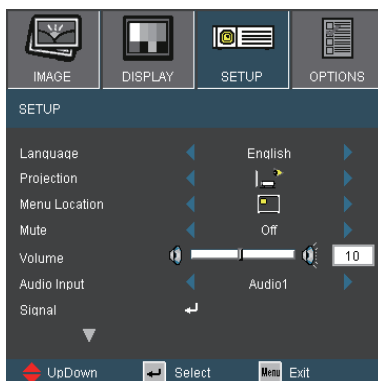 IMAGE DISPLAY SETUP OPTIONS
SETUP
Language English
Projection
Menu Location
Mute Off
Volume 10
Audio Input Audio1
Signal
UpDown Select Menu Exit